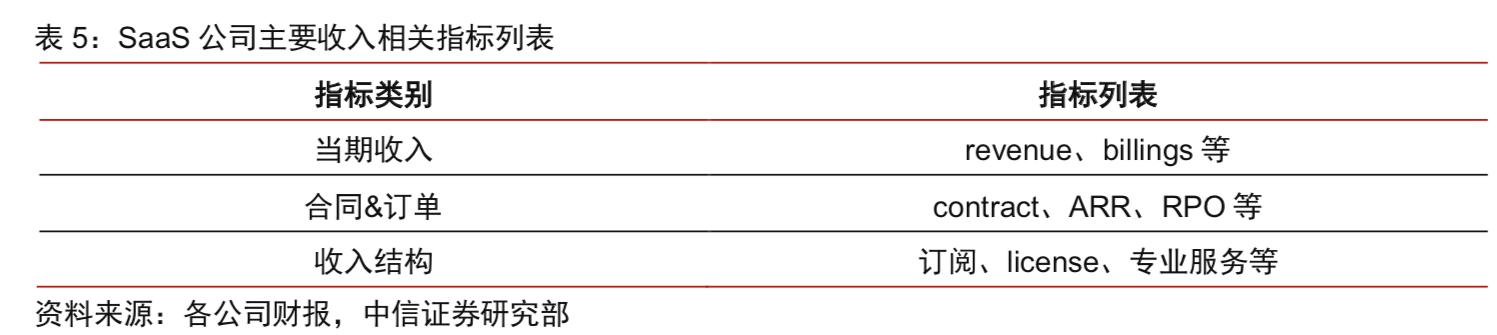 表 5：SaaS 公司主要收入相关指标列表
指标类别 指标列表
当期收入 revenue、billings 等
合同&订单 contract、ARR、RPO 等
收入结构 订阅、license、专业服务等
资料来源：各公司财报，中信证券研究部